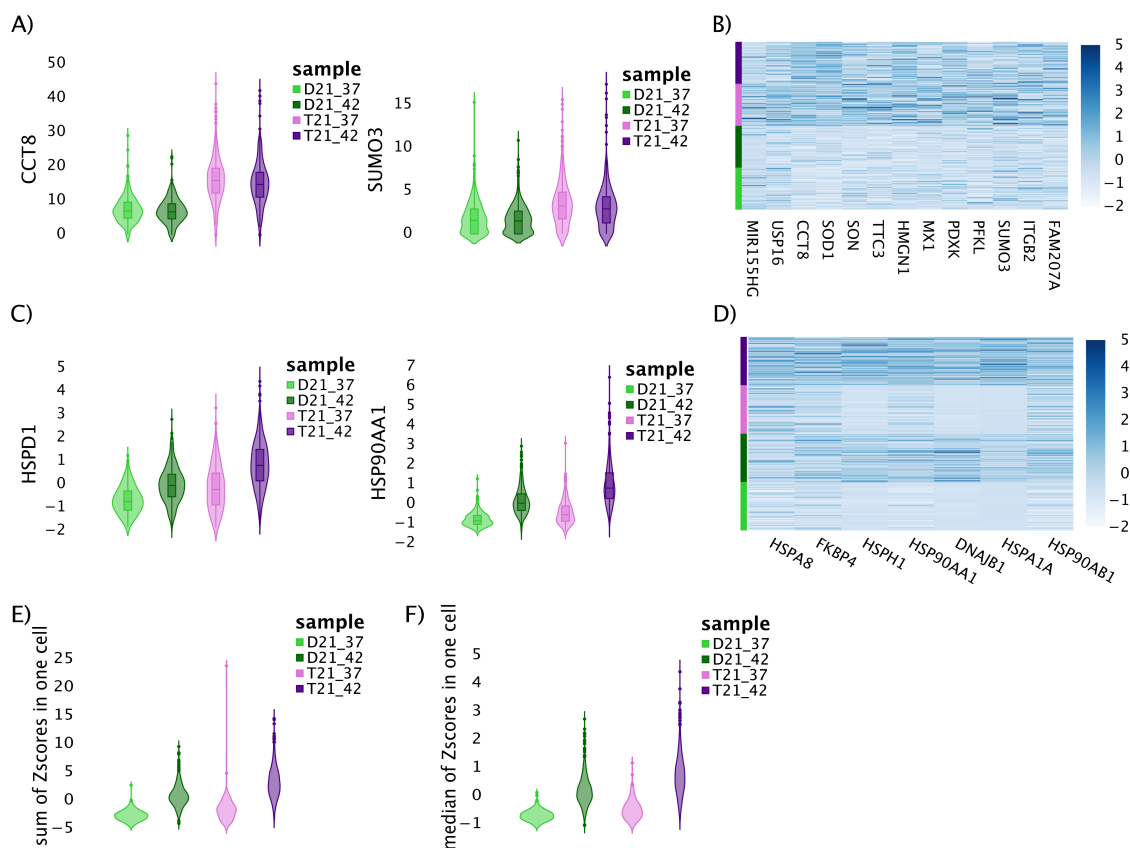 A)
CCT8
50
40
30
20
10
0
sample
D21_37
D21_42
T21_37
T21_42
SUMO3
15
10
5
0
sample
D21_37
D21_42
T21_37
T21_42
B)
5
4
3
2
1
0
−1
−2
MIR155HG
USP16
CCT8
SOD1
SON
TTC3
HMGN1
MX1
PDXK
PFKL
SUMO3
ITGB2
FAM207A
C)
HSPD1
5
4
3
2
1
0
−1
−2
sample
D21_37
D21_42
T21_37
T21_42
HSP90AA1
7
6
5
4
3
2
1
0
−1
−2
sample
D21_37
D21_42
T21_37
T21_42
D)
5
4
3
2
1
0
−1
−2
HSPA8
FKBP4
HSPH1
HSP90AA1
DNAJB1
HSPA1A
HSP90AB1
E)
sum of Zscores in one cell
25
20
15
10
5
0
−5
sample
D21_37
D21_42
T21_37
T21_42
F)
median of Zscores in one cell
5
4
3
2
1
0
−1
sample
D21_37
D21_42
T21_37
T21_42